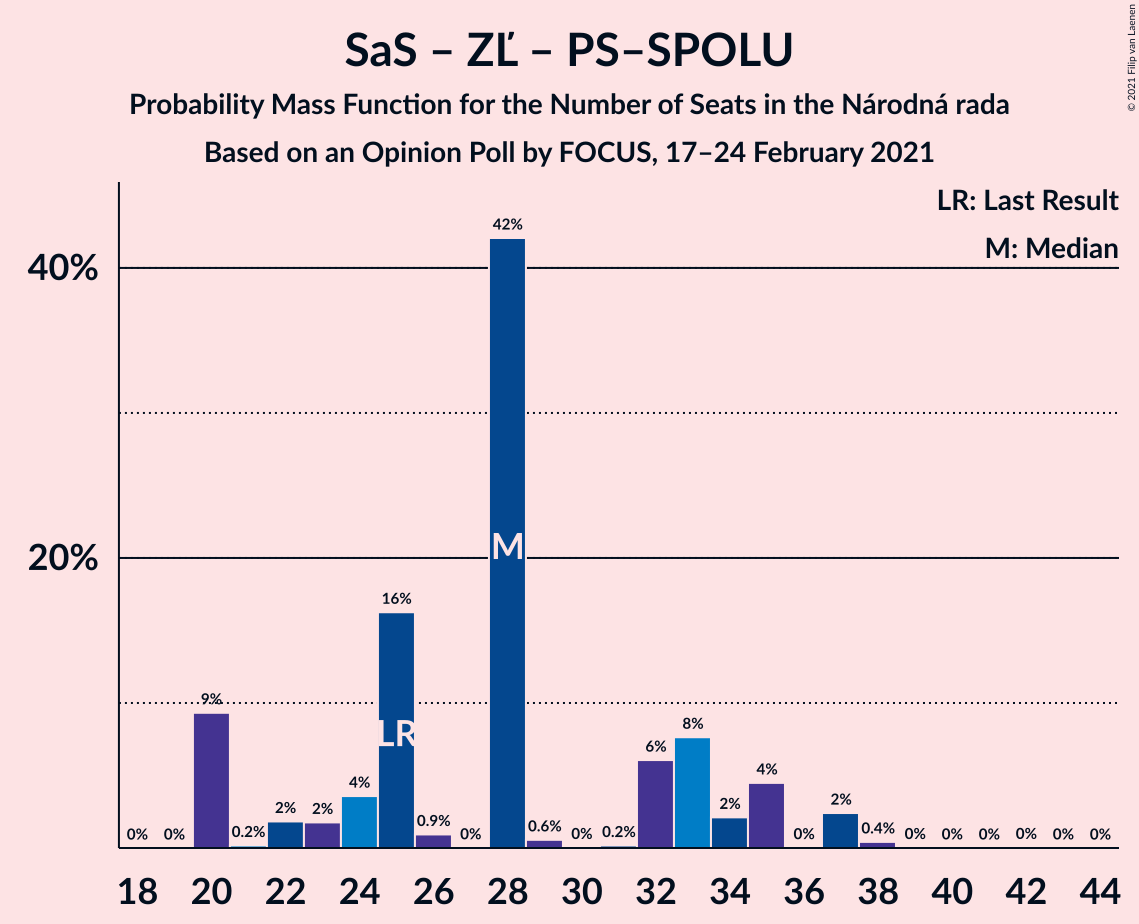 SaS – ZĽ – PS–SPOLU
Probability Mass Function for the Number of Seats in the Národná rada
Based on an Opinion Poll by FOCUS, 17–24 February 2021
© 2021 Filip van Laenen
LR: Last Result
M: Median
40%
20%
0% 0% 9% 0.2% 2% 2% 4% 16% 0.9% 0% 42% 0.6% 0% 0.2% 6% 8% 2% 4% 0% 2% 0.4% 0% 0% 0% 0% 0% 0%
M
LR
18 20 22 24 26 28 30 32 34 36 38 40 42 44